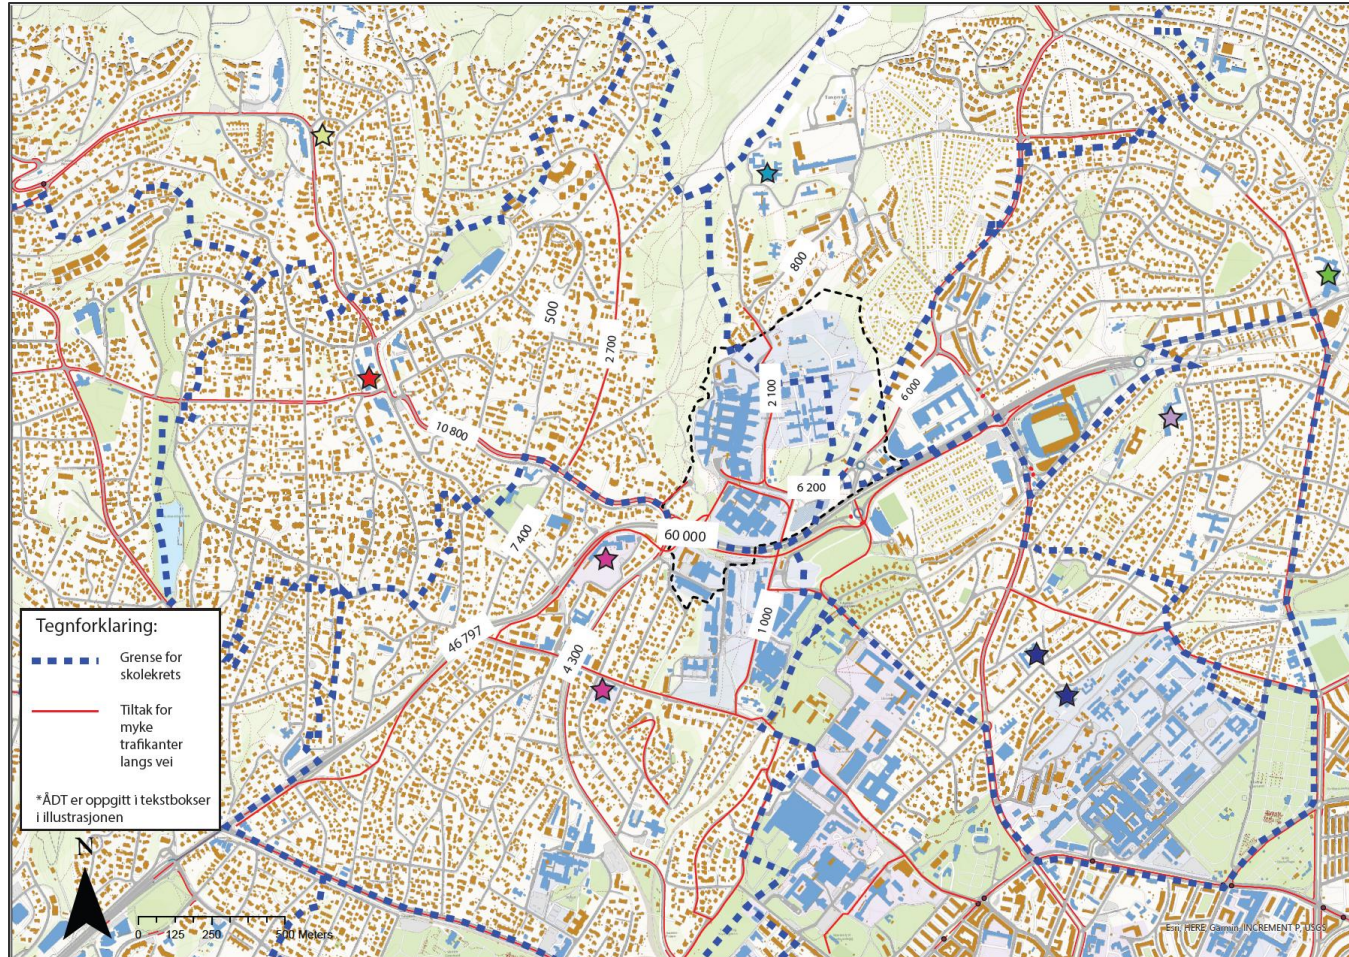 800
500
2 700
2 100
6 000
10 800
6 200
7 400
60 000
46 797
4 300
1 000
Tegnforklaring:
Grense for
skolekrets
Tiltak for
myke
trafikanter
langs vei
*ÅDT er oppgitt i tekstbokser
i illustrasjonen
N
0 125 250 500 Meters
Esri, HERE, Garmin, INCREMENT P, USGS